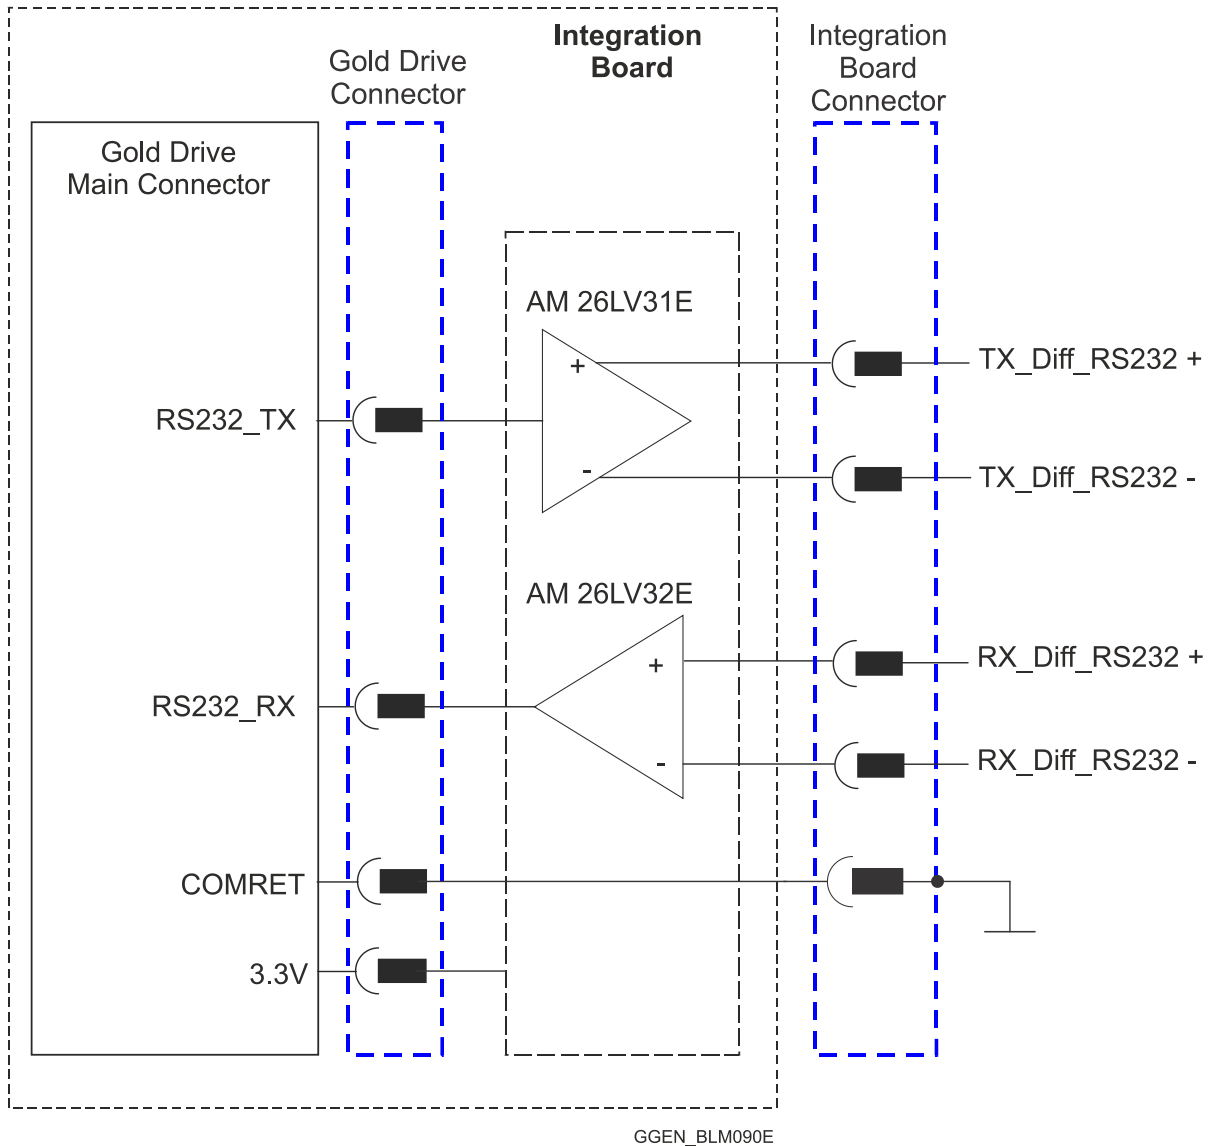 Integration
Board
Integration
Board
Connector
Gold Drive
Connector
Gold Drive
Main Connector
AM 26LV31E
+
-
RS232_TX
TX_Diff_RS232 +
TX_Diff_RS232 -
AM 26LV32E
+
-
RS232_RX
RX_Diff_RS232 +
RX_Diff_RS232 -
COMRET
3.3V
GGEN_BLM090E